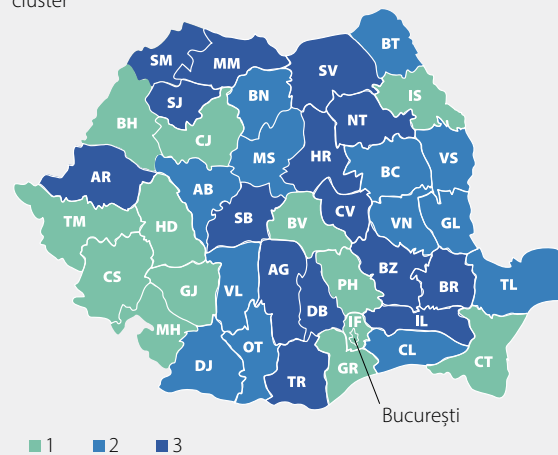 cluster
BT
SM
MM
SV
SJ
BN
IS
BH
CJ
NT
MS
HR
BC
VS
AR
AB
TM
HD
SB
BV
CV
VN
GL
CS
GJ
VL
AG
PH
BZ
BR
TL
MH
DB
IF
IL
DJ
OT
CL
CT
TR
GR
București
1 2 3